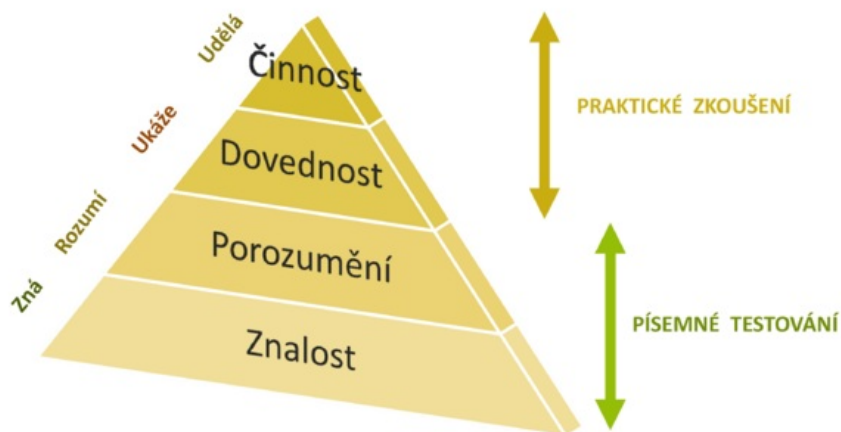 Udělá
Činnost
PRAKTICKÉ ZKOUŠENÍ
Ukáže
Dovednost
Rozumí
Porozumění
Zná
Znalost
PÍSEMNÉ TESTOVÁNÍ